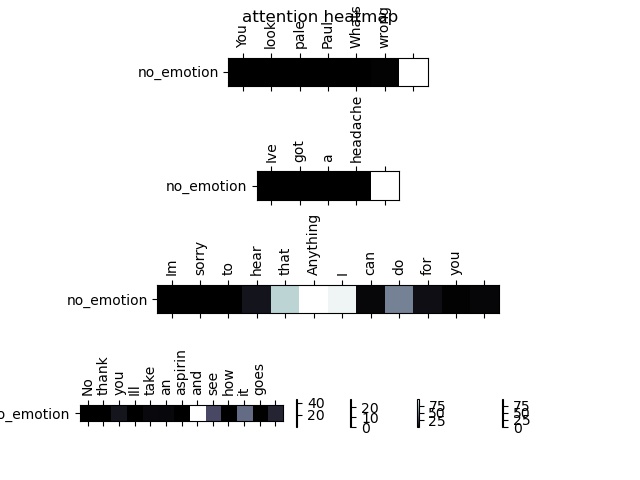 attention heatmap
You look pale Paul Whats wrong
no_emotion
Ive got a headache
no_emotion
Im sorry to hear that Anything I can do for you
no_emotion
No thank you Ill take an aspirin and see how it goes
o_emotion
40
20
20
10
0
75
50
25
75
50
25
0